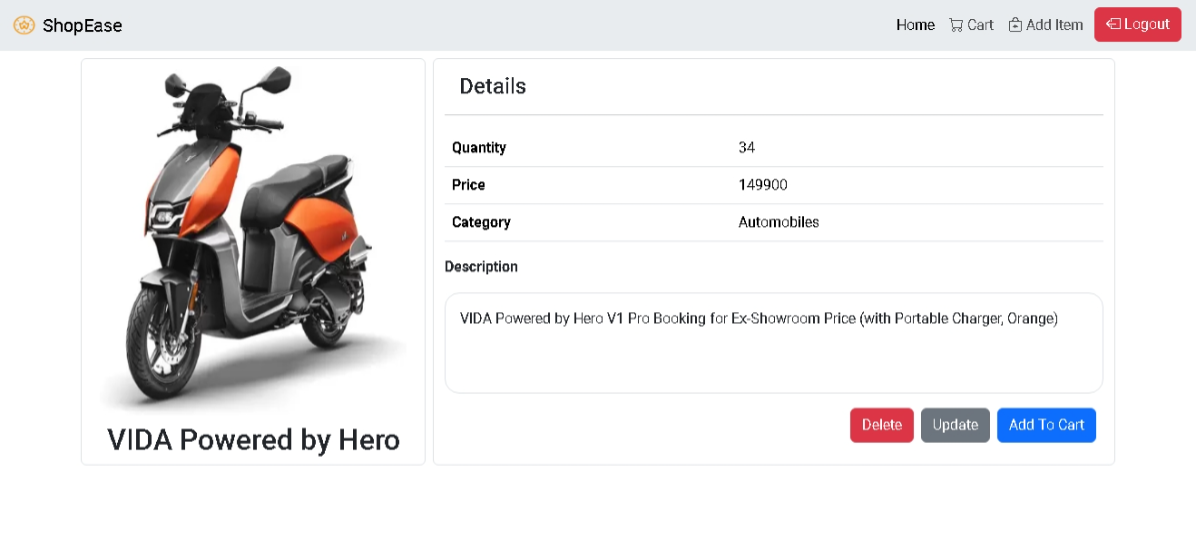 ShopEase
Home Cart Add Item Logout
Details
Quantity 34
Price 149900
Category Automobiles
Description
VIDA Powered by Hero V1 Pro Booking for Ex-Showroom Price (with Portable Charger, Orange)
Delete Update Add To Cart
VIDA Powered by Hero